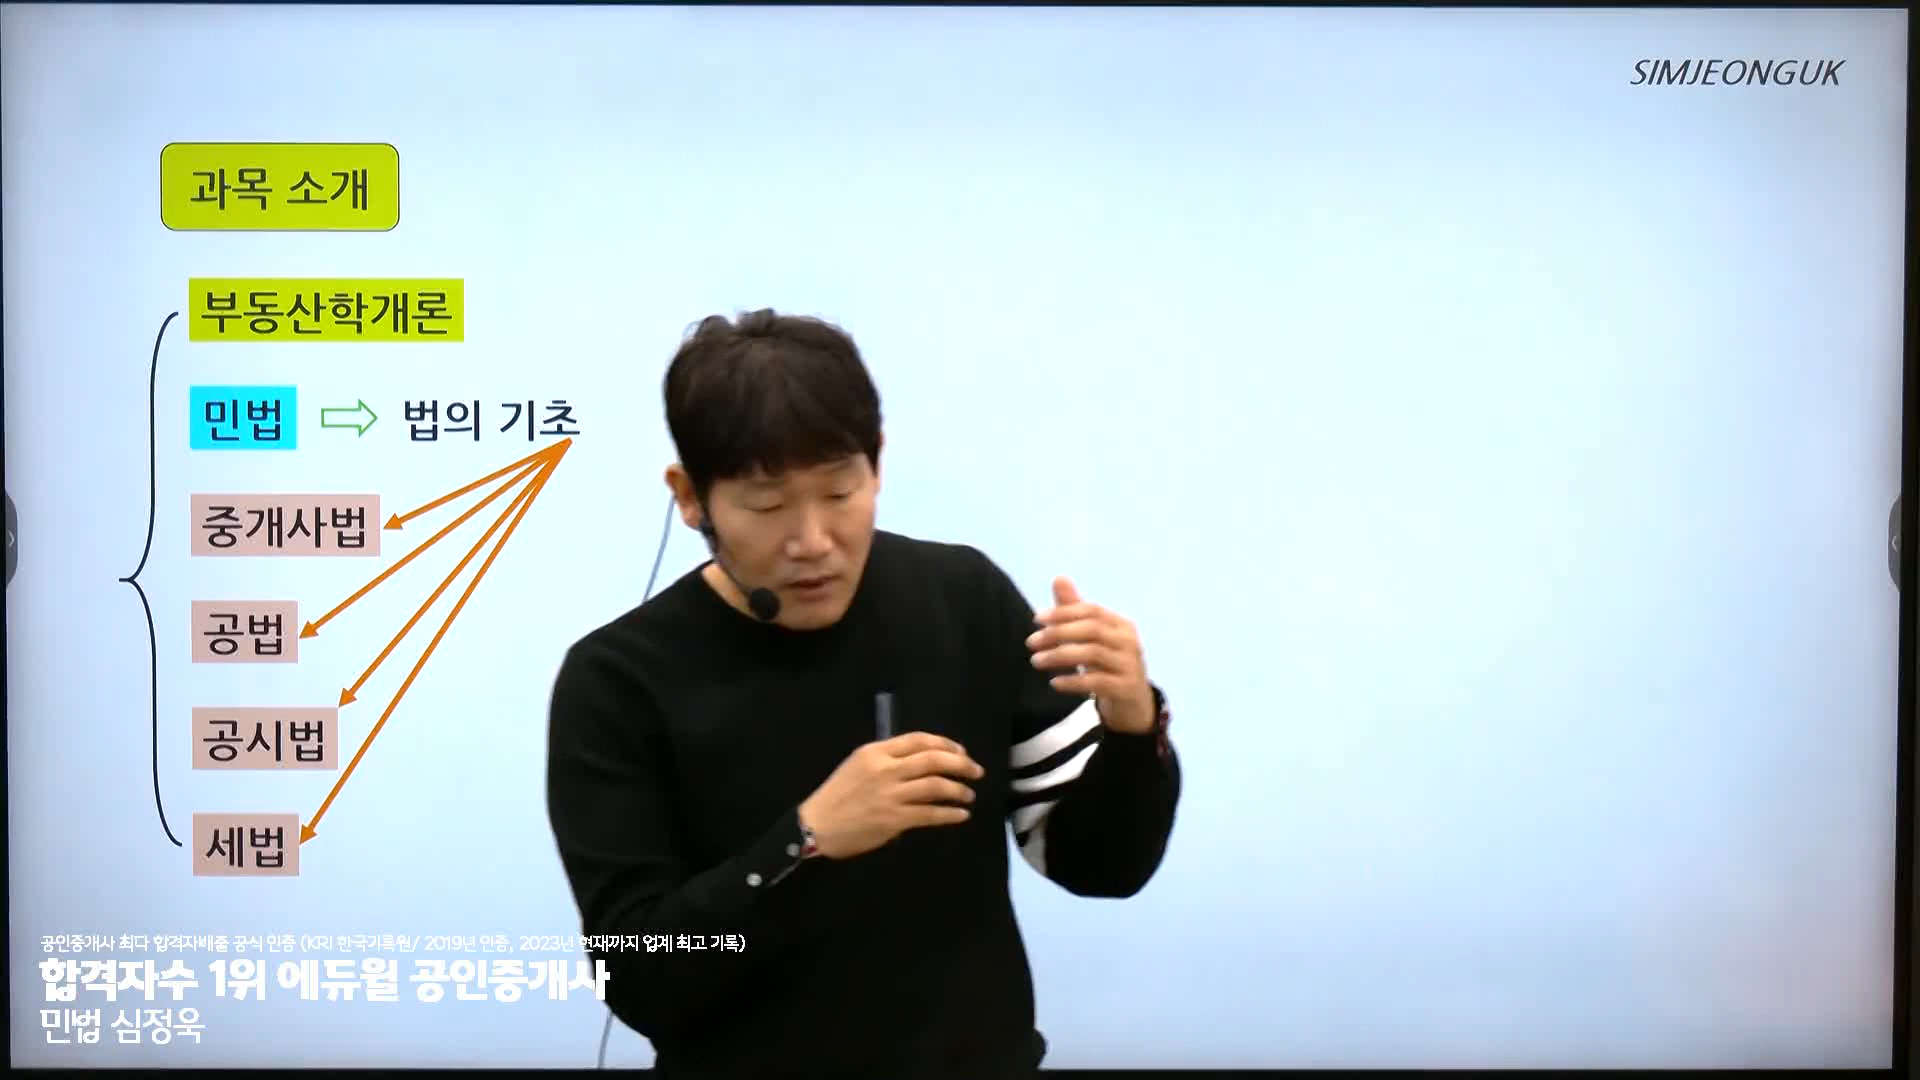 SIMJEONGUK
과목 소개
부동산학개론
민법 ⇨ 법의 기초
중개사법
공법
공시법
세법
공인중개사 최다 합격자배출 공식 인증 (KRI 한국기록원/ 2019년 인증, 2023년 현재까지 업계 최고 기록)
합격자수 1위 에듀윌 공인중개사
민법 심정욱